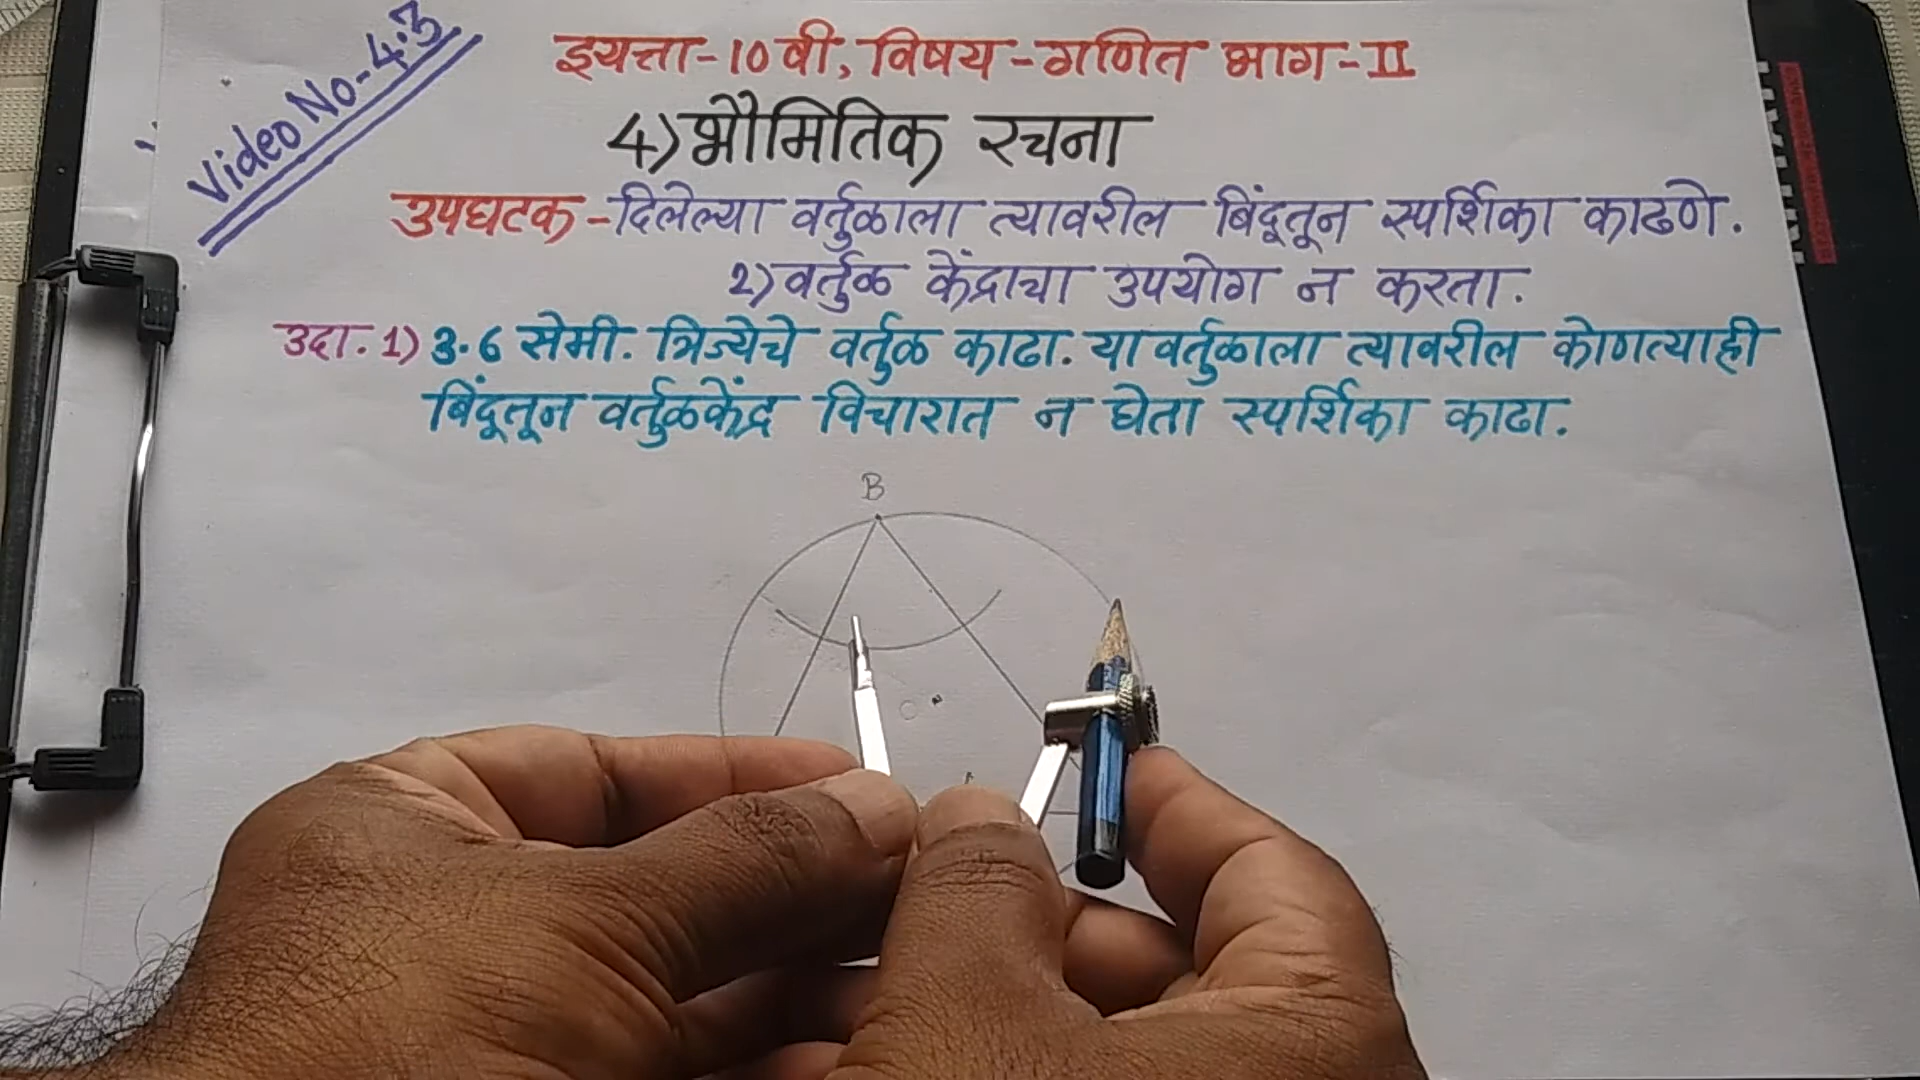 Video No-4.3
इयत्ता-10वी, विषय-गणित भाग-II
4)भौमितिक रचना
उपघटक-दिलेल्या वर्तुळाला त्यावरील बिंदूतून स्पर्शिका काढणे.
2)वर्तुळ केंद्राचा उपयोग न करता.
उदा.1) 3.6 सेमी. त्रिज्येचे वर्तुळ काढा. या वर्तुळाला त्यावरील कोणत्याही
बिंदूतून वर्तुळकेंद्र विचारात न घेता स्पर्शिका काढा.
B
O